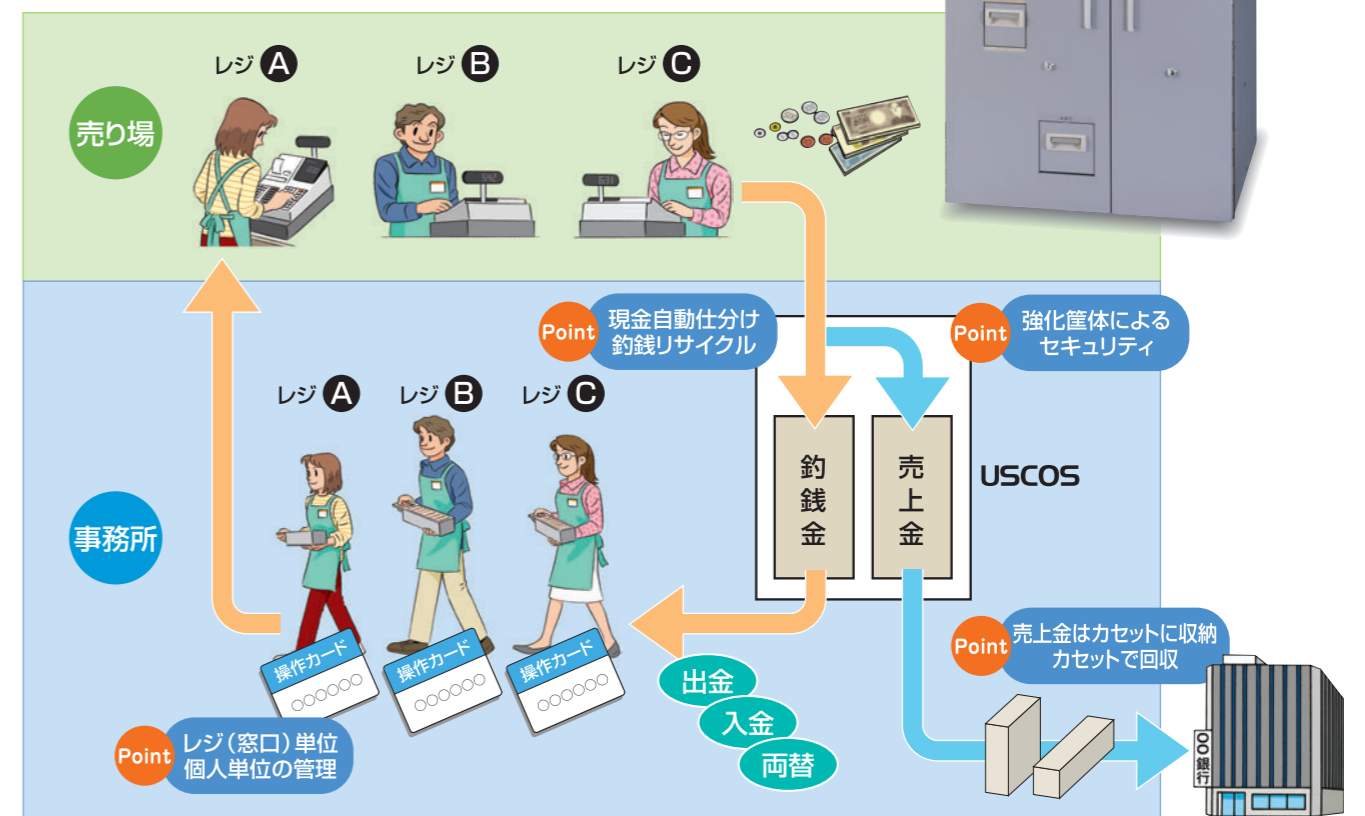 レジ A
レジ B
レジ C
売り場
Point
現金自動仕分け
釣銭リサイクル
Point
強化筐体による
セキュリティ
レジ A
レジ B
レジ C
釣銭金
売上金
USCOS
事務所
Point
売上金はカセットに収納
カセットで回収
操作カード
○○○○○○
操作カード
○○○○○○
操作カード
○○○○○○
出金
入金
両替
Point
レジ(窓口)単位
個人単位の管理
○○銀行